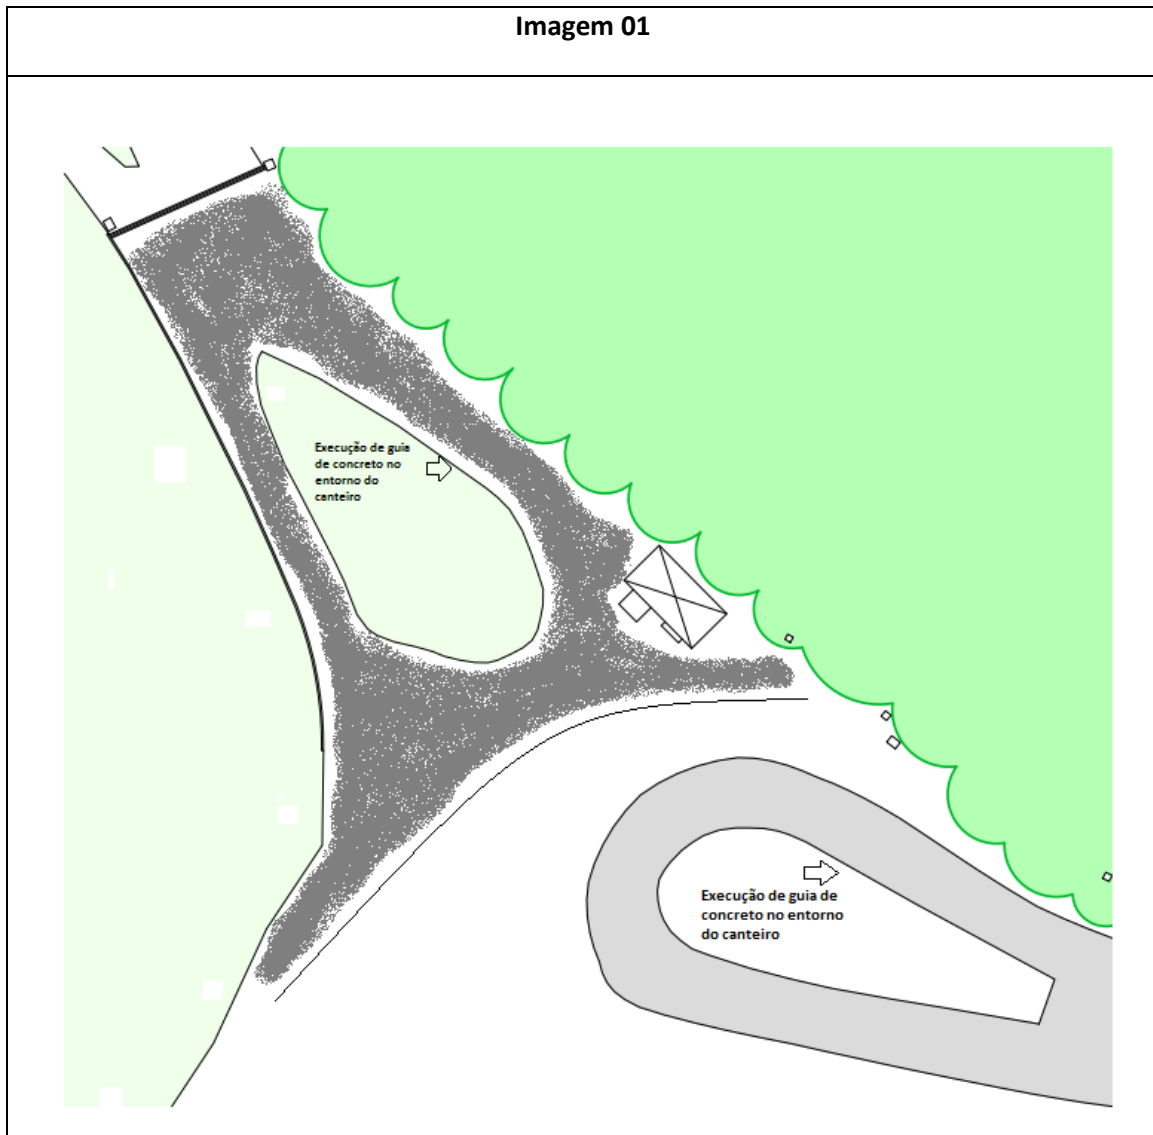 Imagem 01
Execução de guia
de concreto no
entorno do
canteiro
Execução de guia de
concreto no entorno
do canteiro